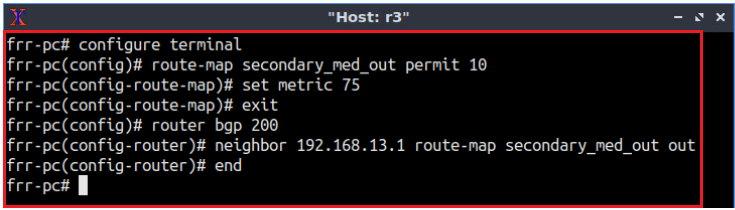 "Host: r3"
frr-pc# configure terminal
frr-pc(config)# route-map secondary_med_out permit 10
frr-pc(config-route-map)# set metric 75
frr-pc(config-route-map)# exit
frr-pc(config)# router bgp 200
frr-pc(config-router)# neighbor 192.168.13.1 route-map secondary_med_out out
frr-pc(config-router)# end
frr-pc#